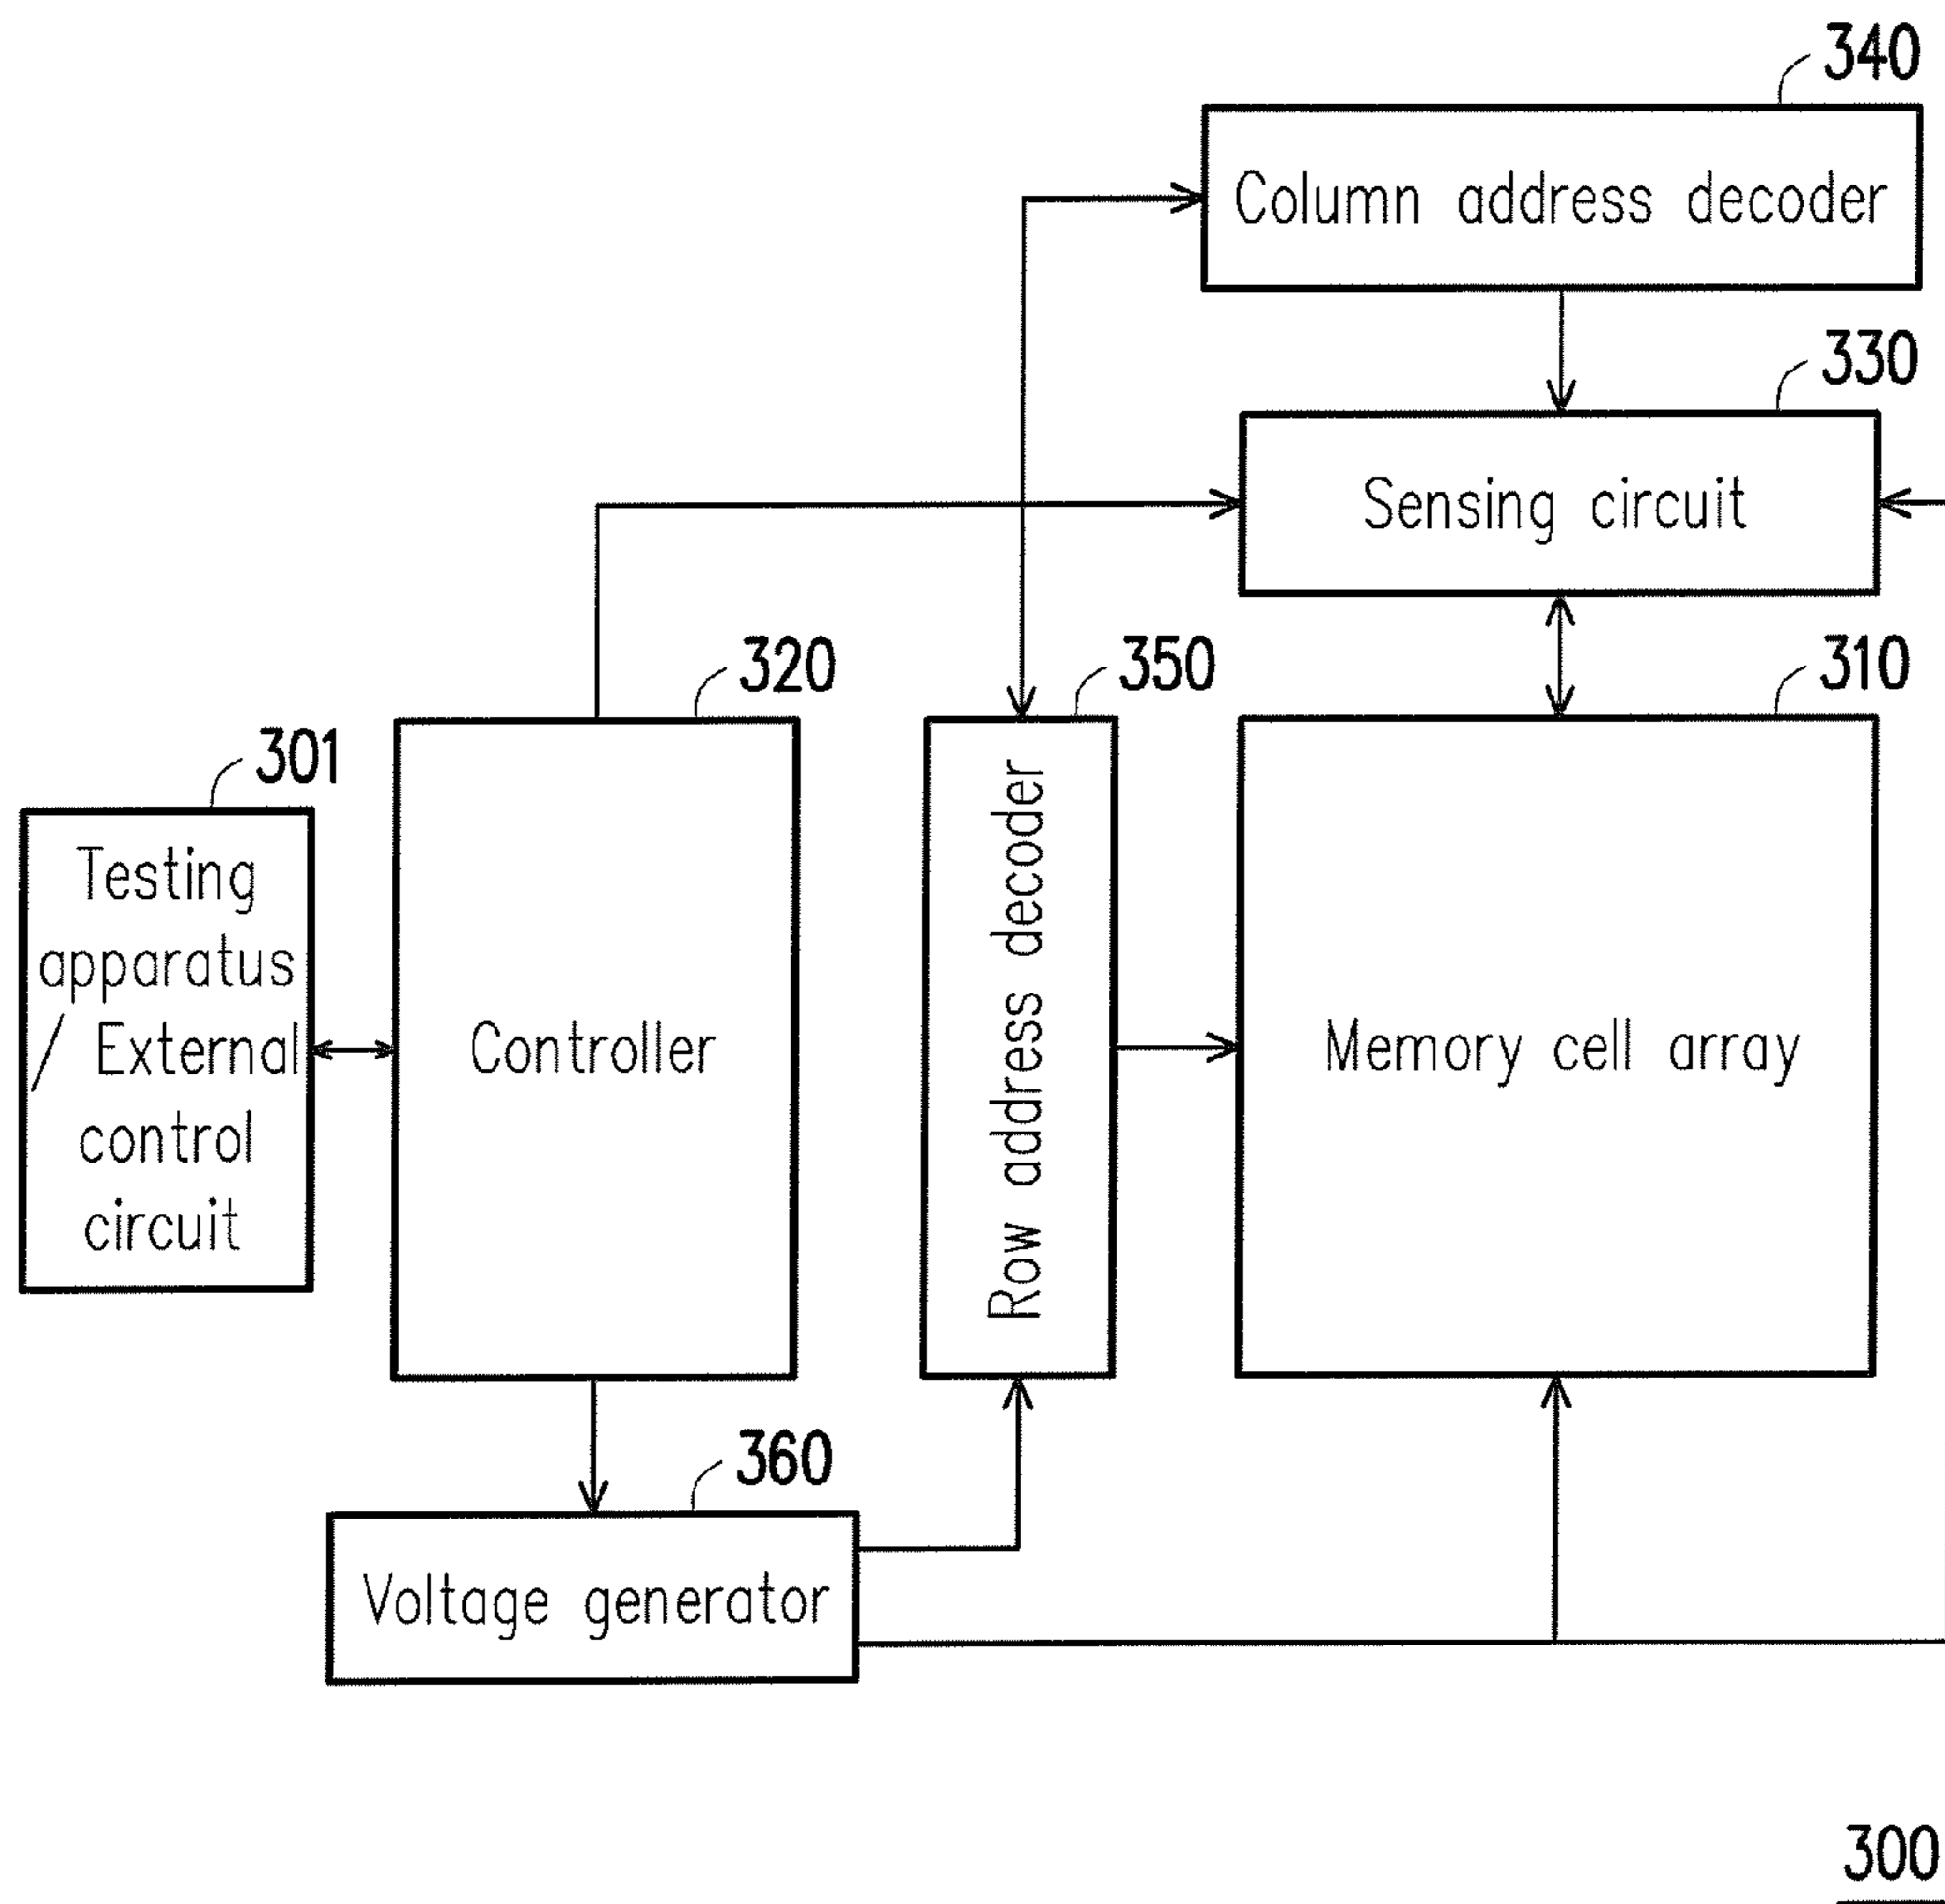 340
Column address decoder
330
Sensing circuit
320
350
310
301
Testing
apparatus
/ External
control
circuit
Controller
Row address decoder
Memory cell array
360
Voltage generator
300